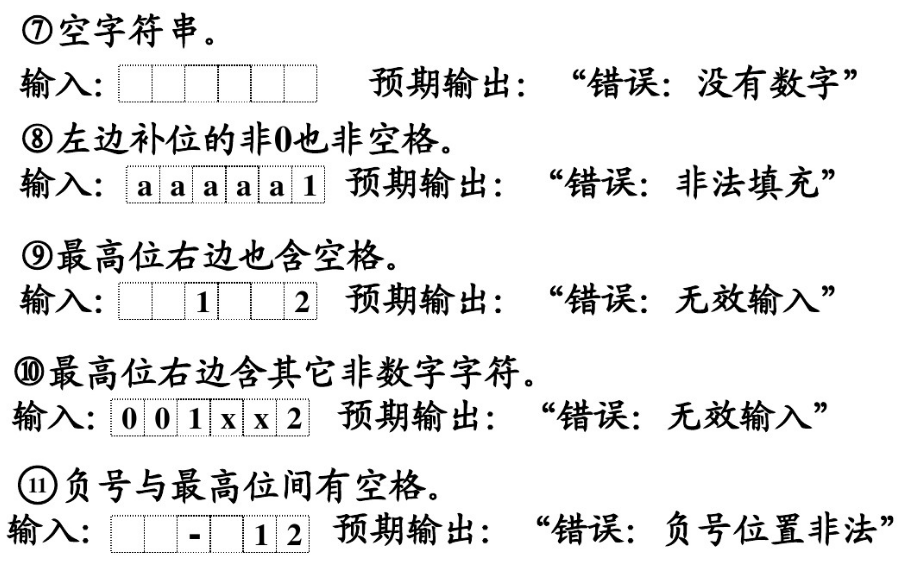 ⑦空字符串。
输入: 预期输出: “错误: 没有数字”
⑧左边补位的非0也非空格。
输入: a a a a a 1 预期输出: “错误: 非法填充”
⑨最高位右边也含空格。
输入: 1 2 预期输出: “错误: 无效输入”
⑩最高位右边含其它非数字字符。
输入: 0 0 1 x x 2 预期输出: “错误: 无效输入”
⑪负号与最高位间有空格。
输入: - 1 2 预期输出: “错误: 负号位置非法”